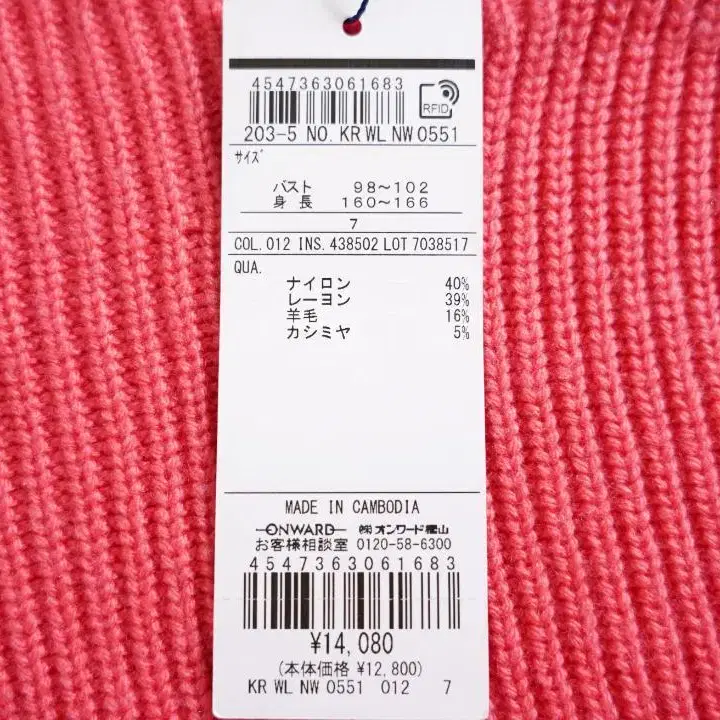 4547363061683
RFID
203-5 NO. KR WL NW 0551
サイズ
バスト 98～102
身長 160～166
7
COL. 012 INS. 438502 LOT 7038517
QUA.
ナイロン 40%
レーヨン 39%
羊毛 16%
カシミヤ 5%
MADE IN CAMBODIA
ONWARD ㈱オンワード樫山
お客様相談室 0120-58-6300
4547363061683
¥14,080
(本体価格 ¥12,800)
KR WL NW 0551 012 7